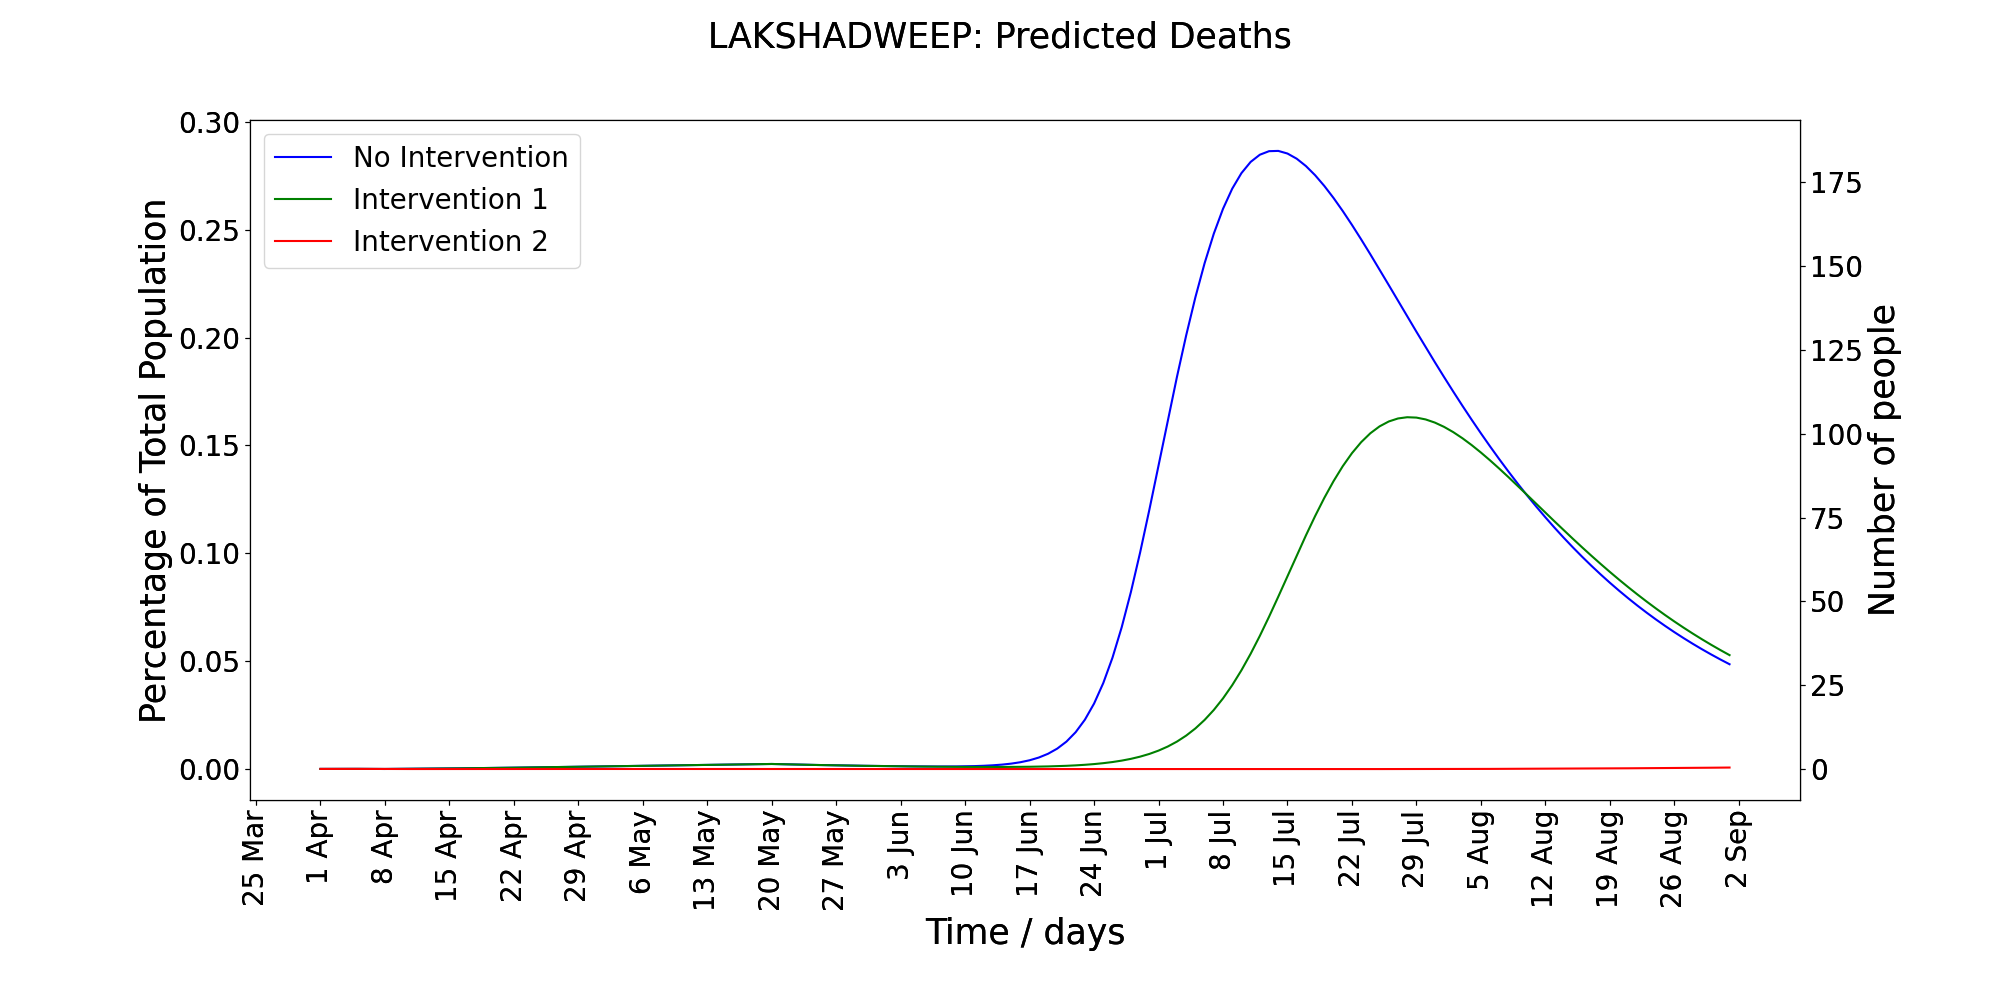 LAKSHADWEEP: Predicted Deaths
Percentage of Total Population
0.30
0.25
0.20
0.15
0.10
0.05
0.00
No Intervention
Intervention 1
Intervention 2
175
150
125
100
75
50
25
0
Number of people
25 Mar
1 Apr
8 Apr
15 Apr
22 Apr
29 Apr
6 May
13 May
20 May
27 May
3 Jun
10 Jun
17 Jun
24 Jun
1 Jul
8 Jul
15 Jul
22 Jul
29 Jul
5 Aug
12 Aug
19 Aug
26 Aug
2 Sep
Time / days